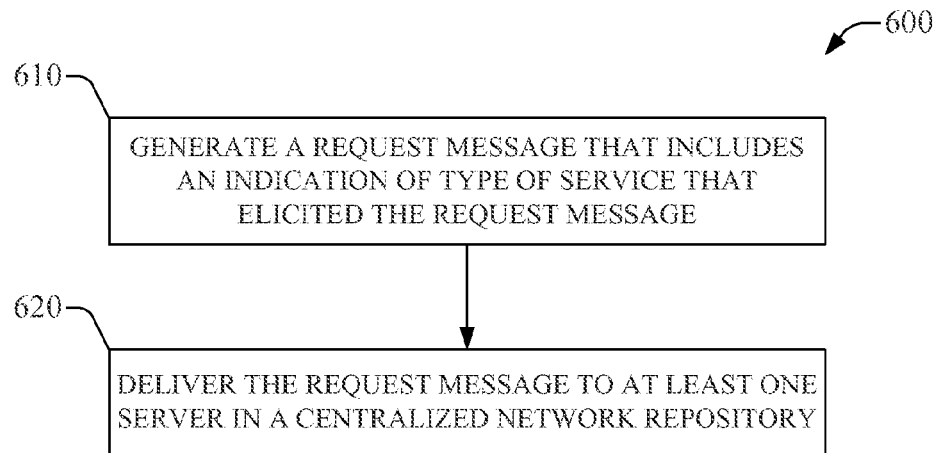 600
610
GENERATE A REQUEST MESSAGE THAT INCLUDES
AN INDICATION OF TYPE OF SERVICE THAT
ELICITED THE REQUEST MESSAGE
620
DELIVER THE REQUEST MESSAGE TO AT LEAST ONE
SERVER IN A CENTRALIZED NETWORK REPOSITORY